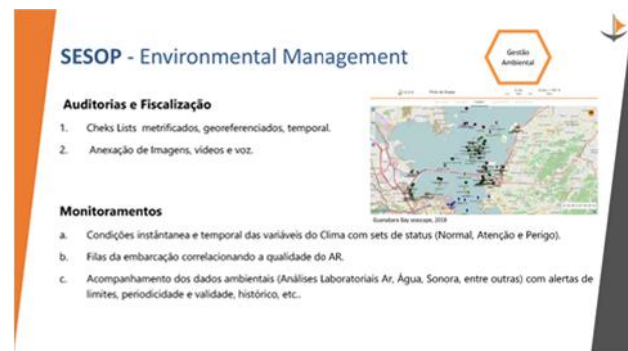 SESOP - Environmental Management
Gestão
Ambiental
Auditorias e Fiscalização
1. Cheks Lists metrificados, georeferenciados, temporal.
2. Anexação de Imagens, vídeos e voz.
Guanabara Bay seascape, 2018
Monitoramentos
a. Condições instântanea e temporal das variáveis do Clima com sets de status (Normal, Atenção e Perigo).
b. Filas da embarcação correlacionando a qualidade do AR.
c. Acompanhamento dos dados ambientais (Análises Laboratoriais Ar, Água, Sonora, entre outras) com alertas de
limites, periodicidade e validade, histórico, etc..